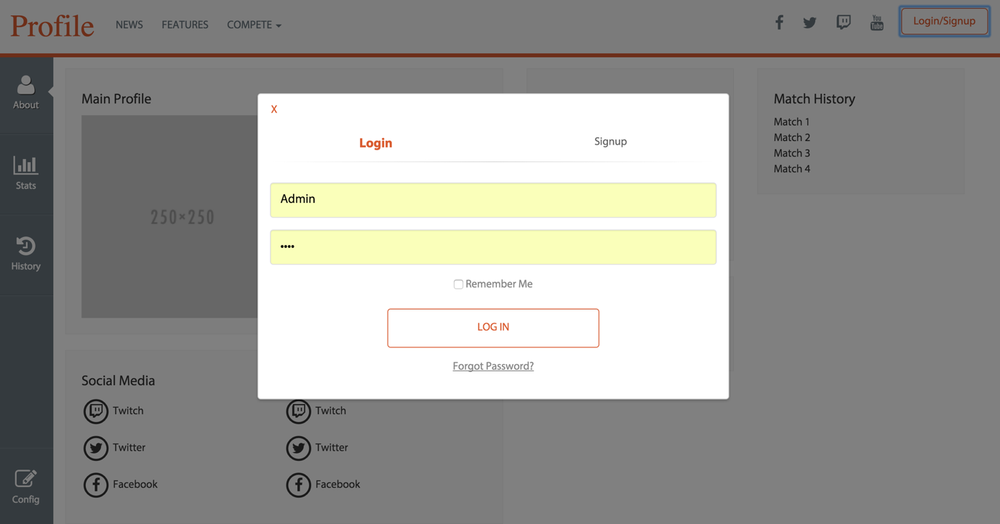 Profile
NEWS FEATURES COMPETE
You Tube
Login/Signup
About
Stats
History
Config
Main Profile
250×250
X
Login Signup
Admin
••••
Remember Me
LOG IN
Forgot Password?
Match History
Match 1
Match 2
Match 3
Match 4
Social Media
Twitch Twitch
Twitter Twitter
Facebook Facebook